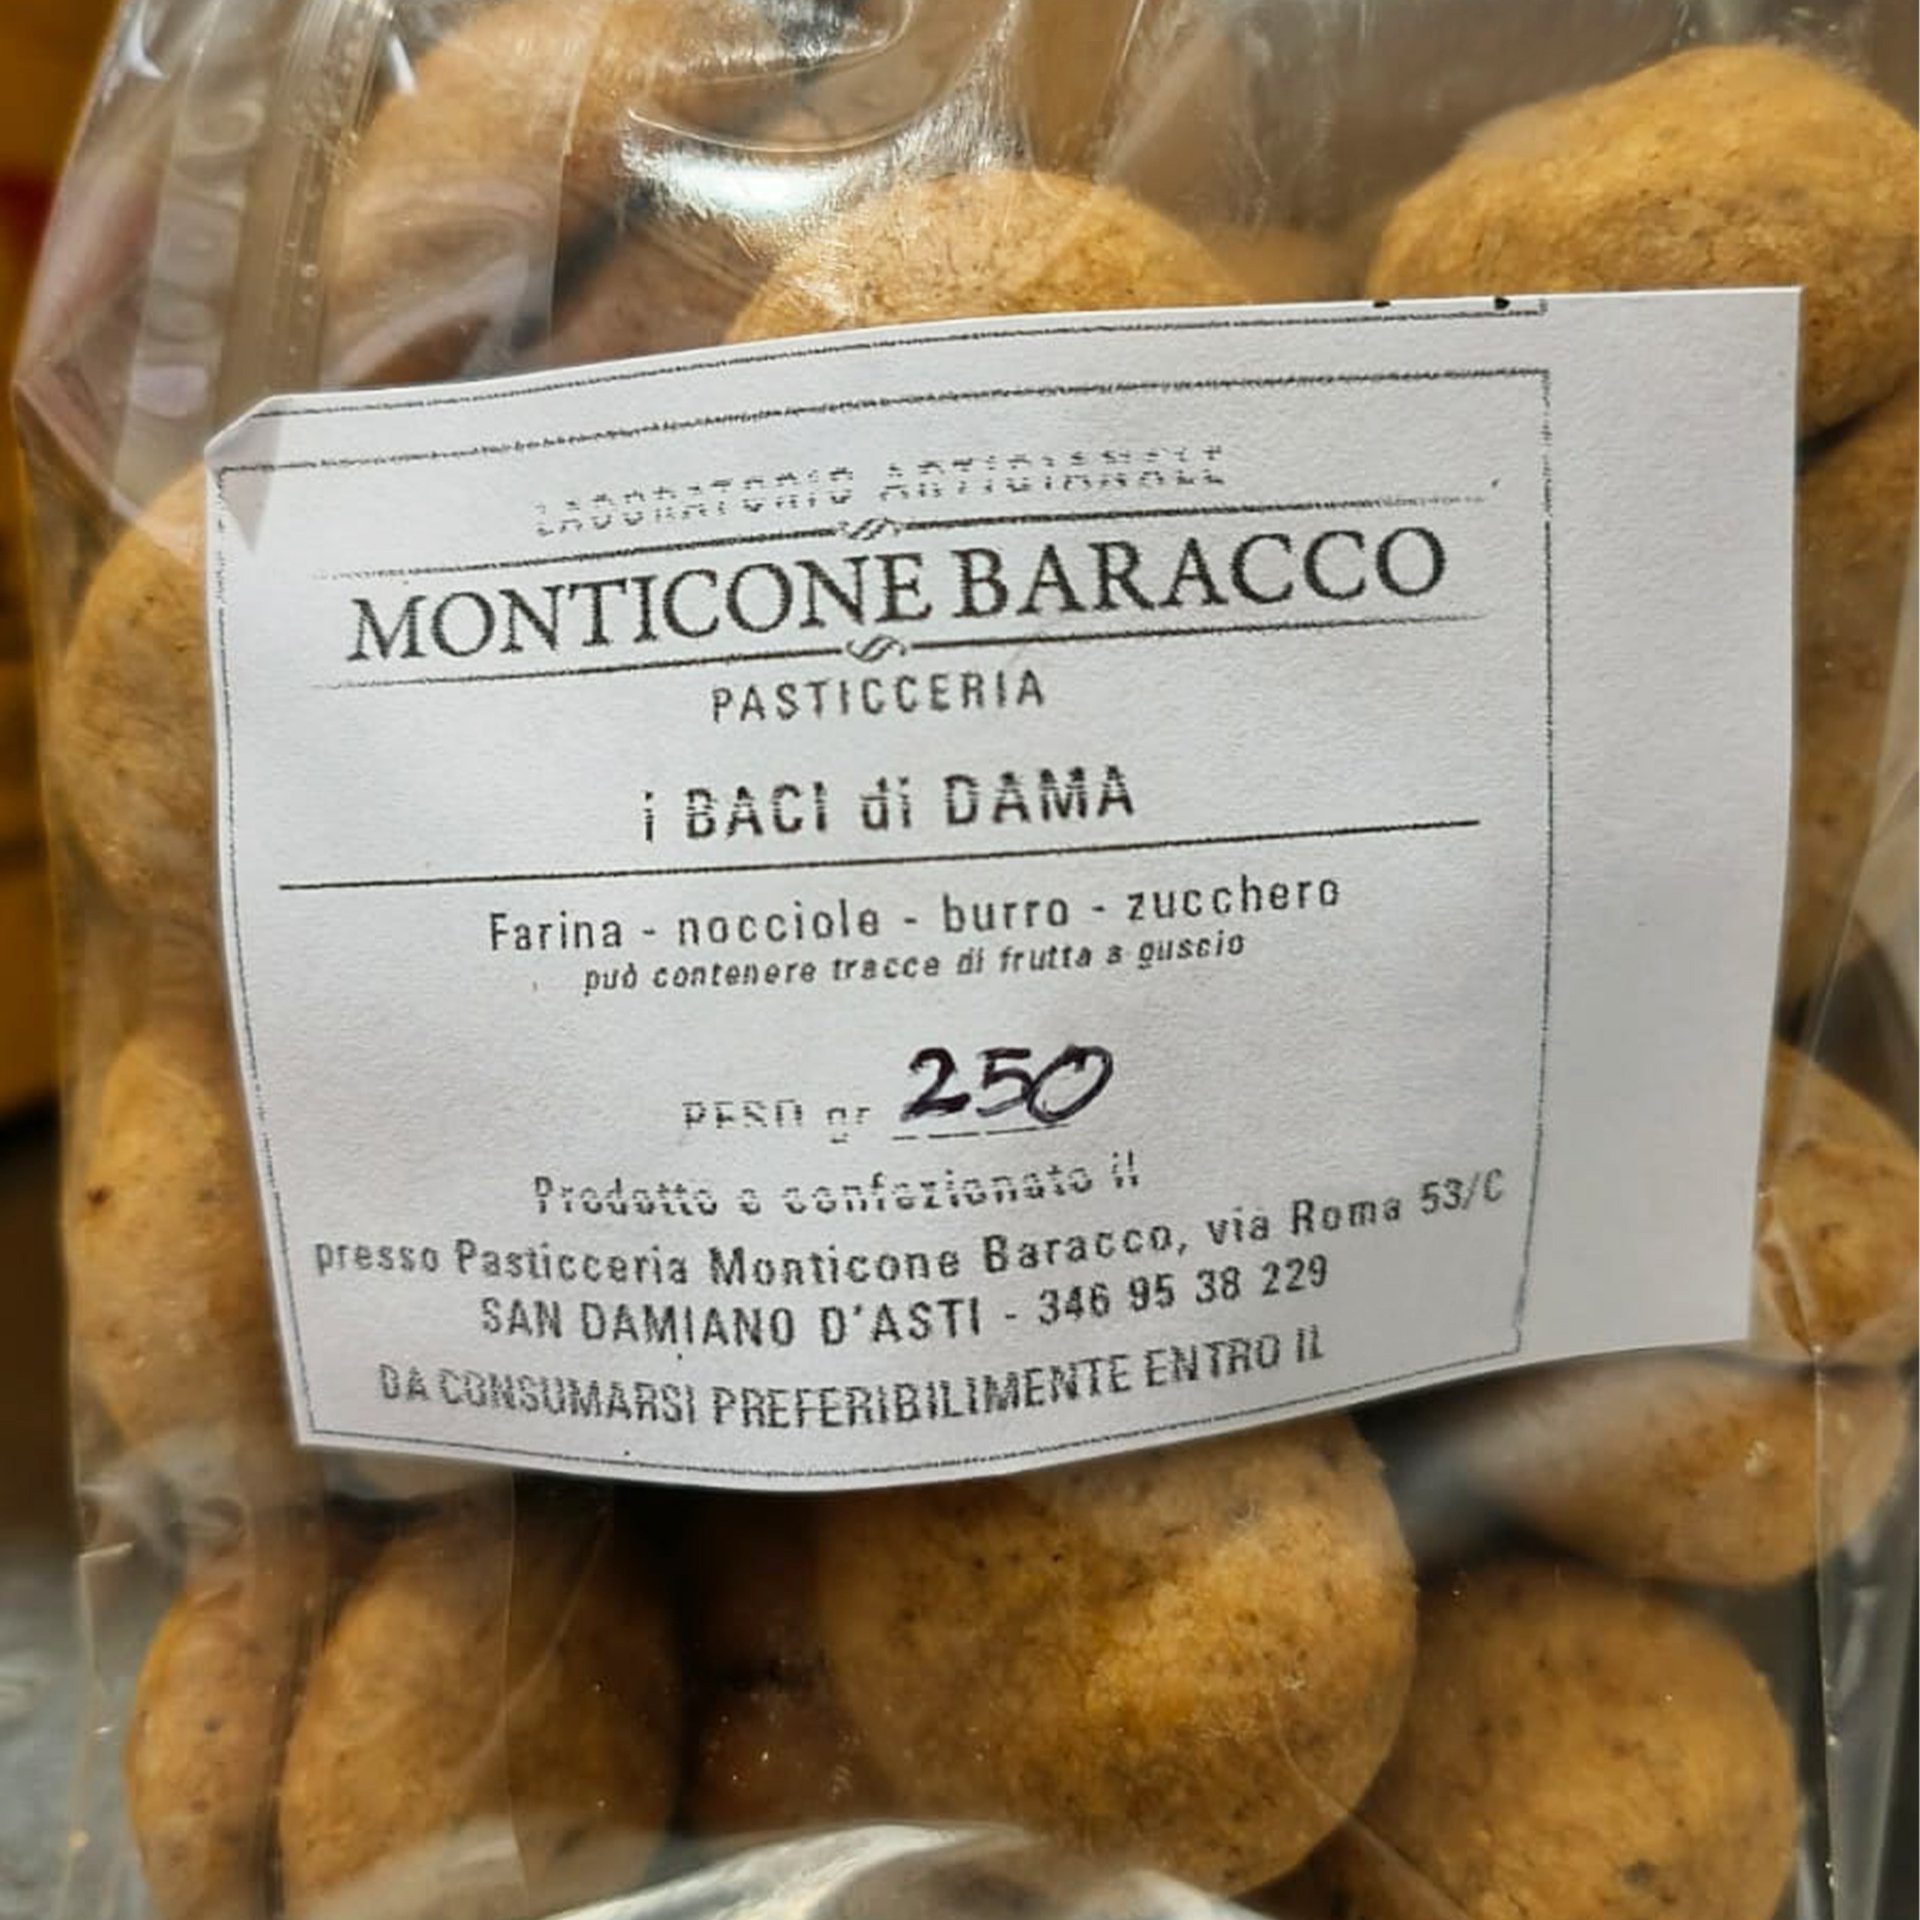 LABORATORIO ARTIGIANALE
MONTICONE BARACCO
PASTICCERIA
i BACI di DAMA
Farina - nocciole - burro - zucchero
può contenere tracce di frutta a guscio
PESO gr 250
Prodotto e confezionato il
presso Pasticceria Monticone Baracco, via Roma 53/C
SAN DAMIANO D'ASTI - 346 95 38 229
DA CONSUMARSI PREFERIBILIMENTE ENTRO IL